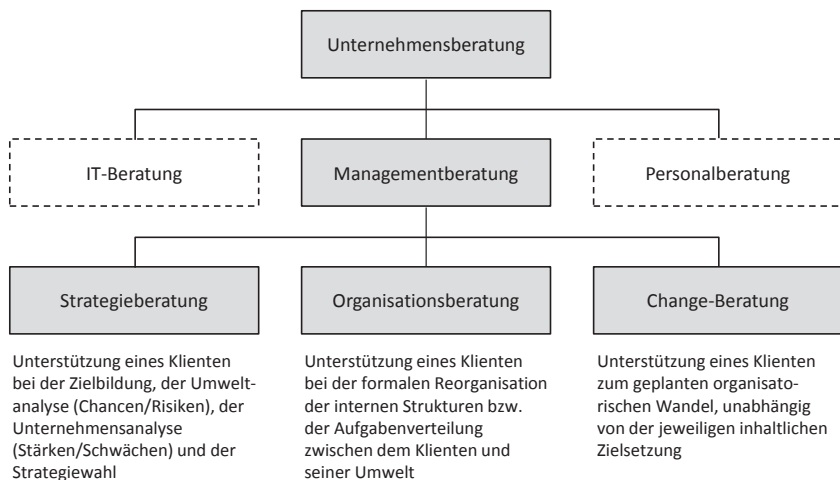 Unternehmensberatung
IT-Beratung
Managementberatung
Personalberatung
Strategieberatung
Organisationsberatung
Change-Beratung
Unterstützung eines Klienten
bei der Zielbildung, der Umwelt-
analyse (Chancen/Risiken), der
Unternehmensanalyse
(Stärken/Schwächen) und der
Strategiewahl
Unterstützung eines Klienten
bei der formalen Reorganisation
der internen Strukturen bzw.
der Aufgabenverteilung
zwischen dem Klienten und
seiner Umwelt
Unterstützung eines Klienten
zum geplanten organisato-
rischen Wandel, unabhängig
von der jeweiligen inhaltlichen
Zielsetzung